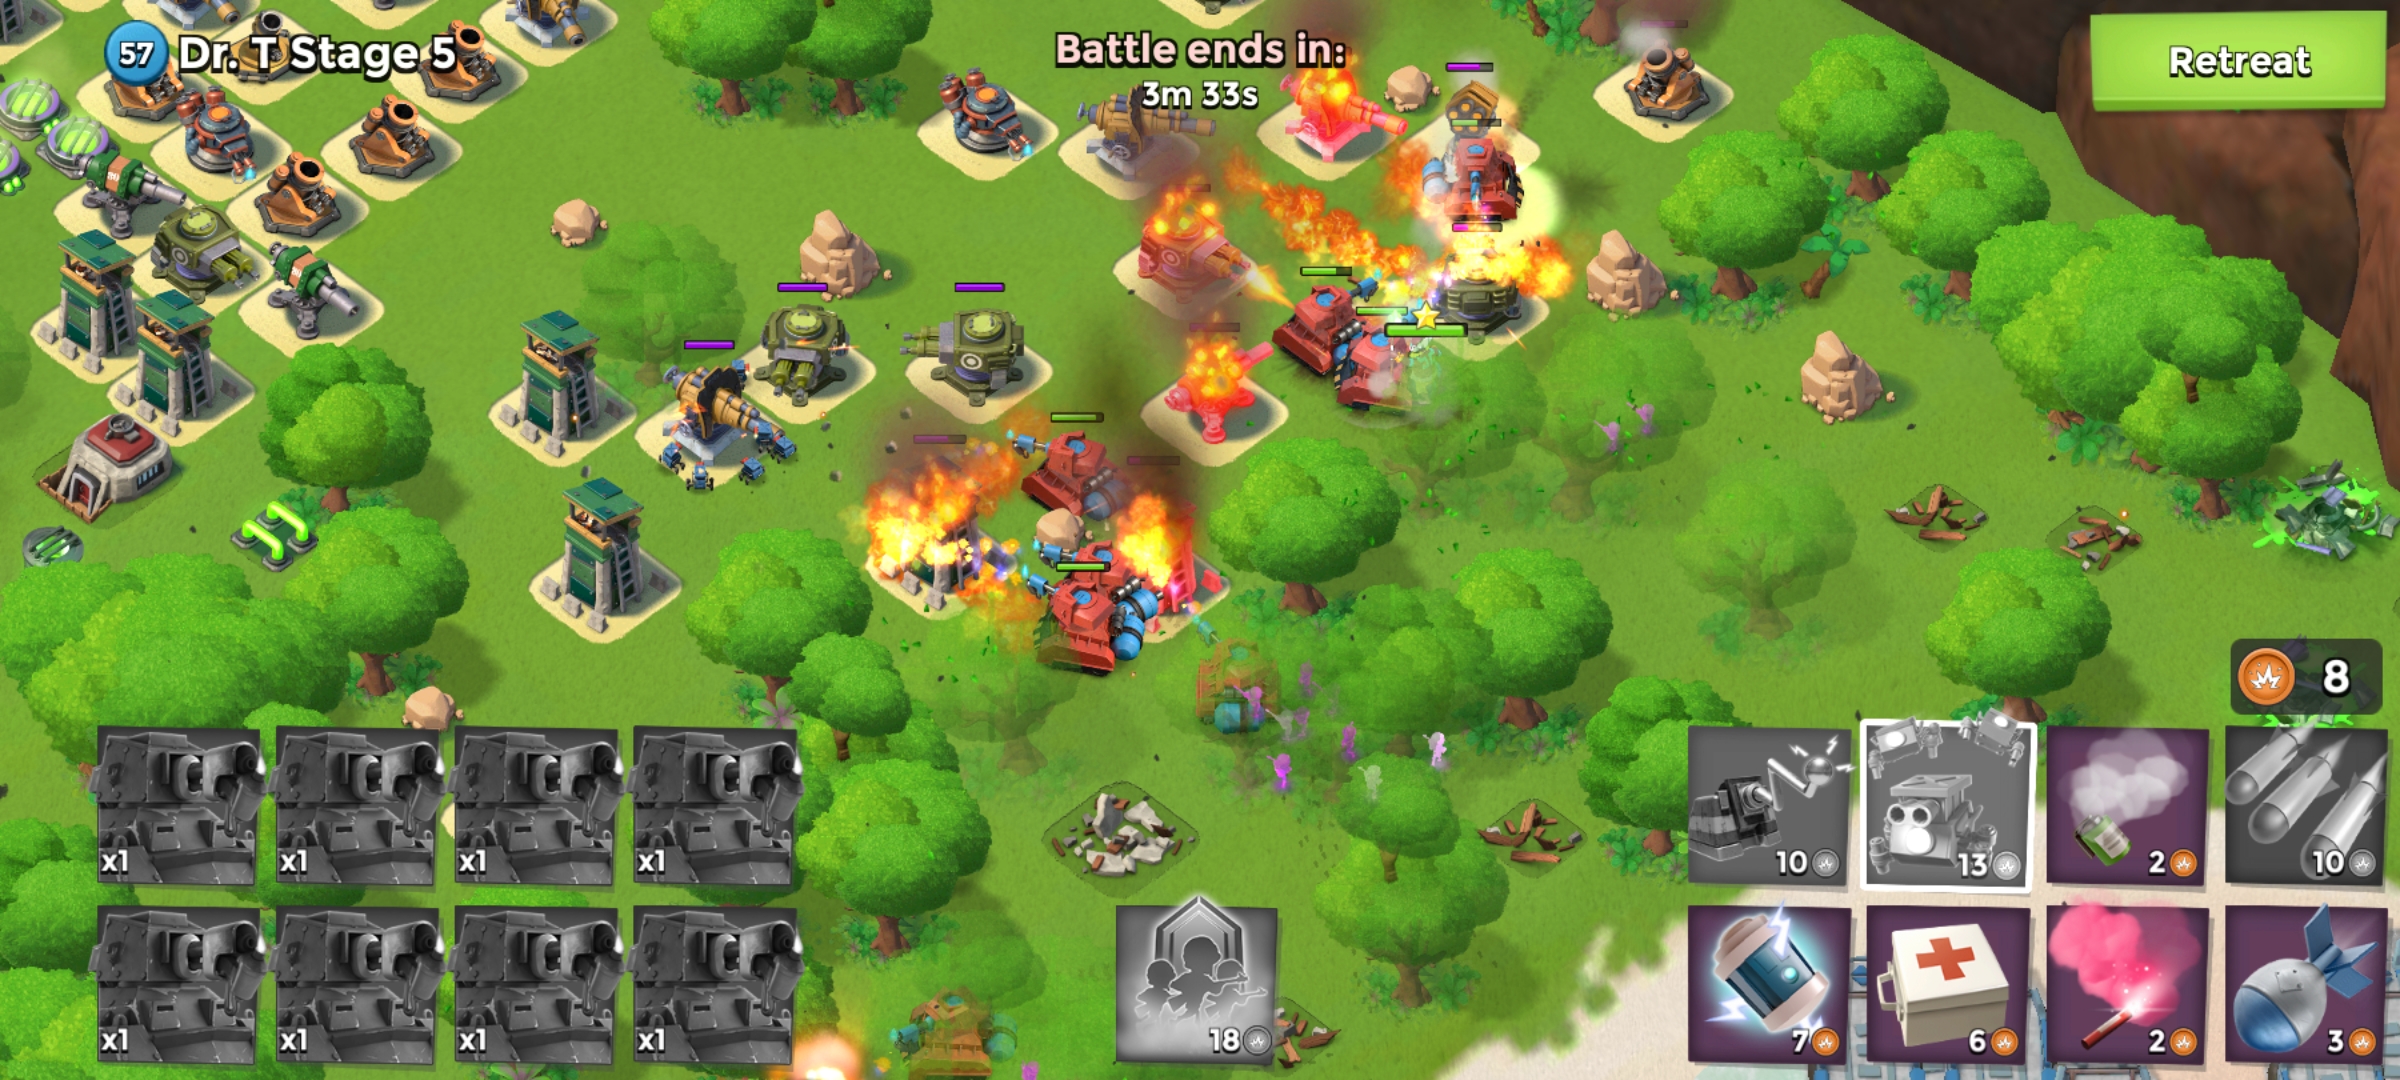 57 Dr. T Stage 5
Battle ends in:
3m 33s
Retreat
8
x1 x1 x1 x1
10 13 2 10
x1 x1 x1 x1
18
7 6 2 3